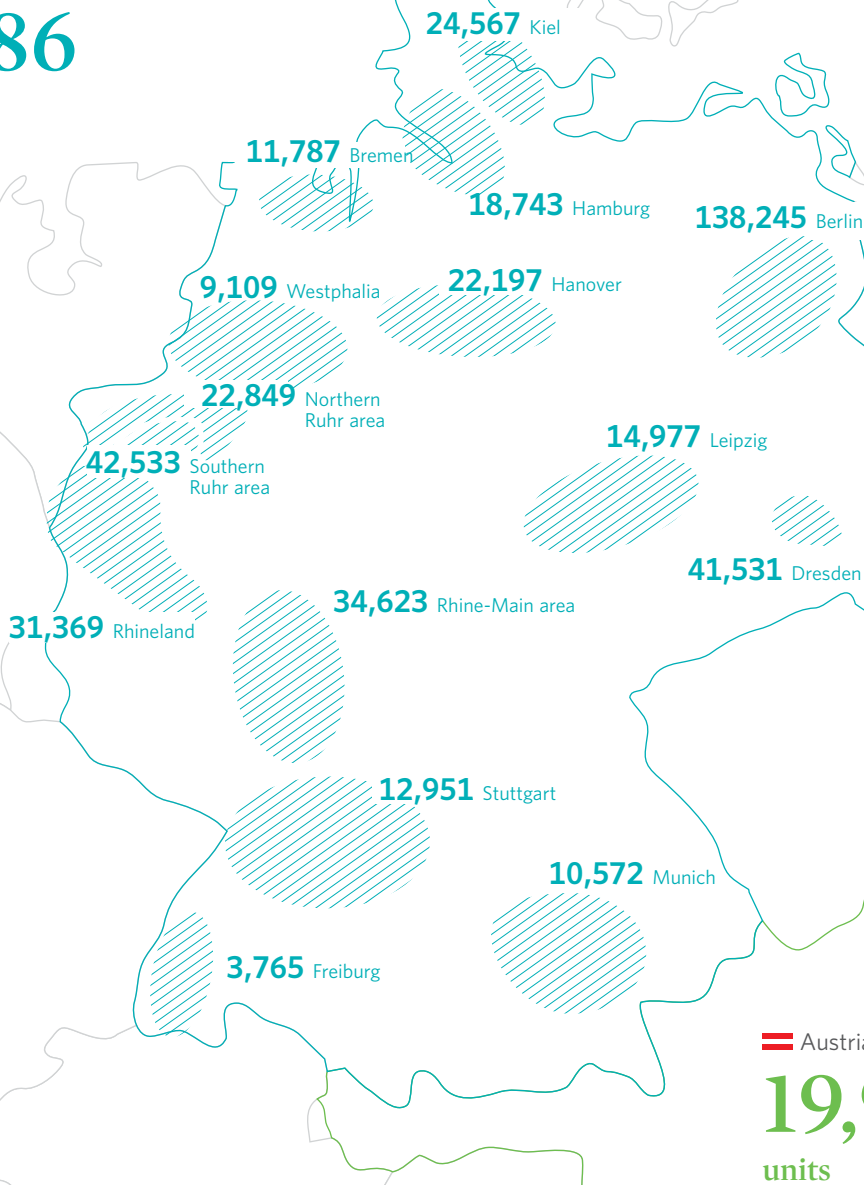 86
24,567 Kiel
11,787 Bremen
18,743 Hamburg
138,245 Berlin
9,109 Westphalia
22,197 Hanover
22,849 Northern
Ruhr area
14,977 Leipzig
42,533 Southern
Ruhr area
41,531 Dresden
34,623 Rhine-Main area
31,369 Rhineland
12,951 Stuttgart
10,572 Munich
3,765 Freiburg
Austria
19,
units